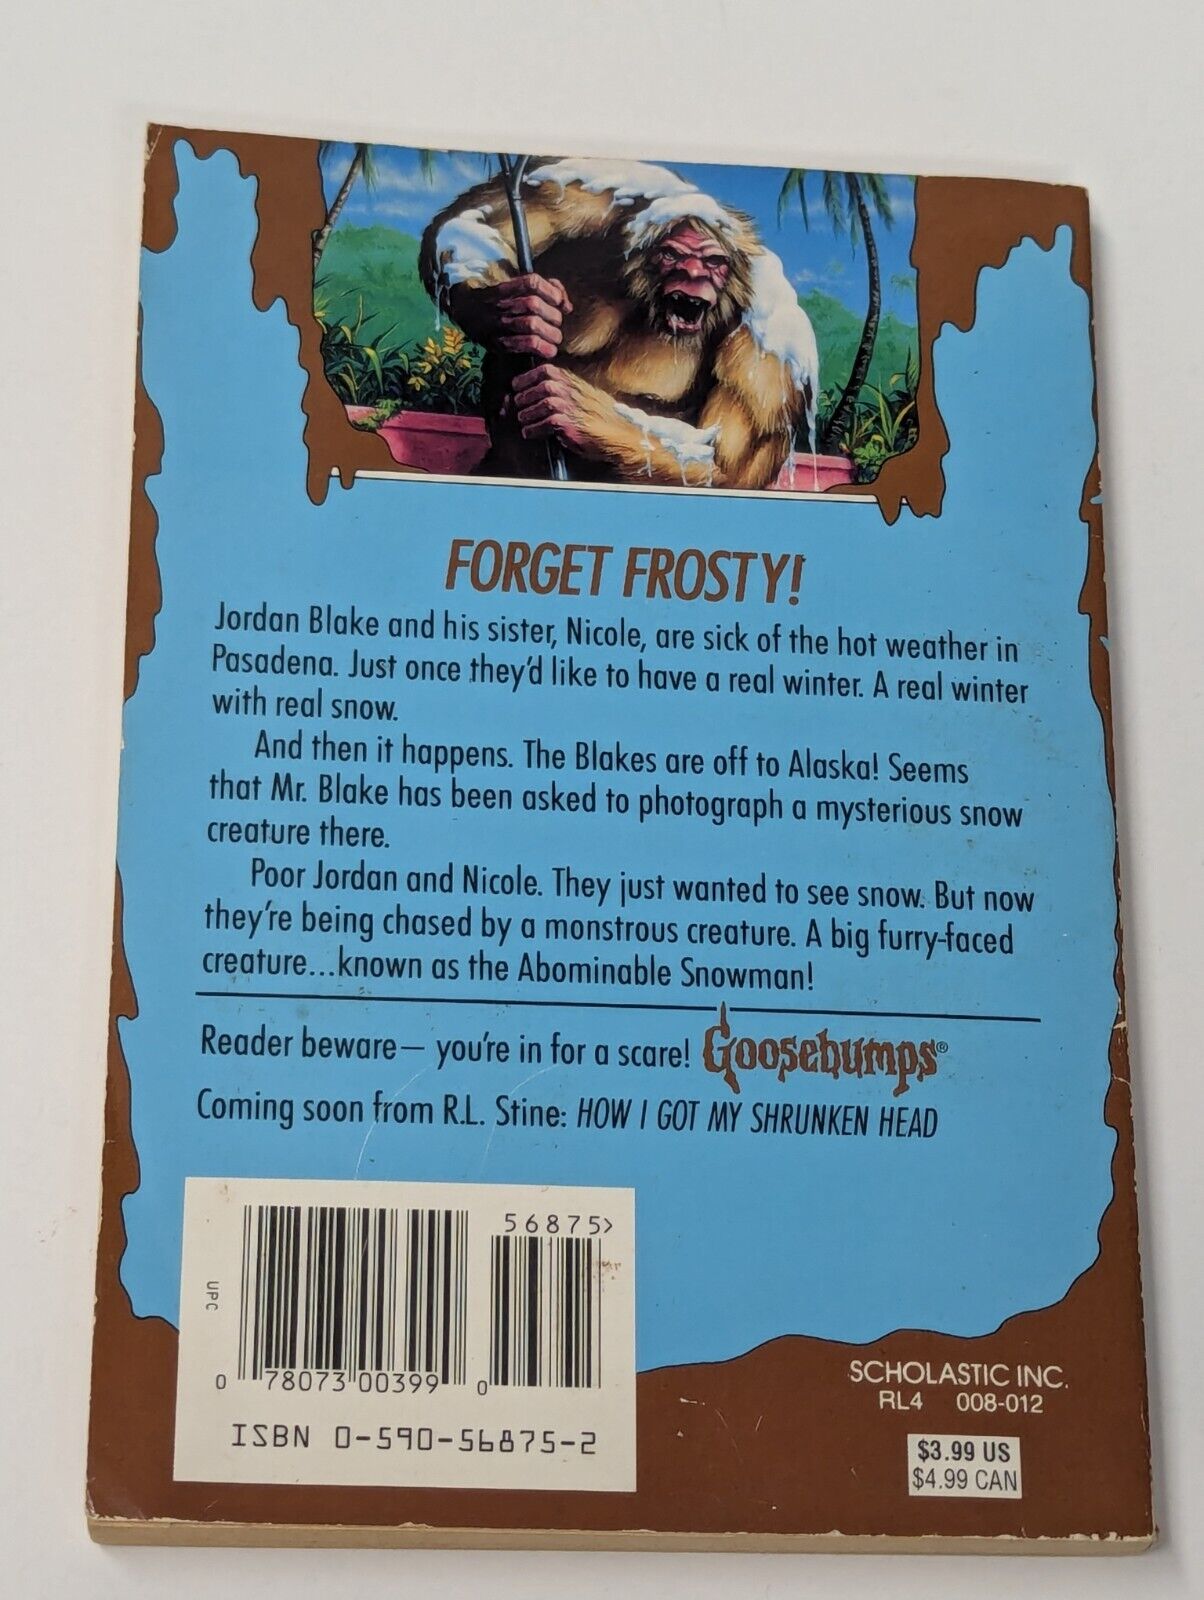 FORGET FROSTY!
Jordan Blake and his sister, Nicole, are sick of the hot weather in
Pasadena. Just once they'd like to have a real winter. A real winter
with real snow.
And then it happens. The Blakes are off to Alaska! Seems
that Mr. Blake has been asked to photograph a mysterious snow
creature there.
Poor Jordan and Nicole. They just wanted to see snow. But now
they're being chased by a monstrous creature. A big furry-faced
creature...known as the Abominable Snowman!
Reader beware— you're in for a scare! Goosebumps®
Coming soon from R.L. Stine: HOW I GOT MY SHRUNKEN HEAD
56875>
UPC
0 78073 00399 0
ISBN 0-590-56875-2
SCHOLASTIC INC.
RL4 008-012
$3.99 US
$4.99 CAN